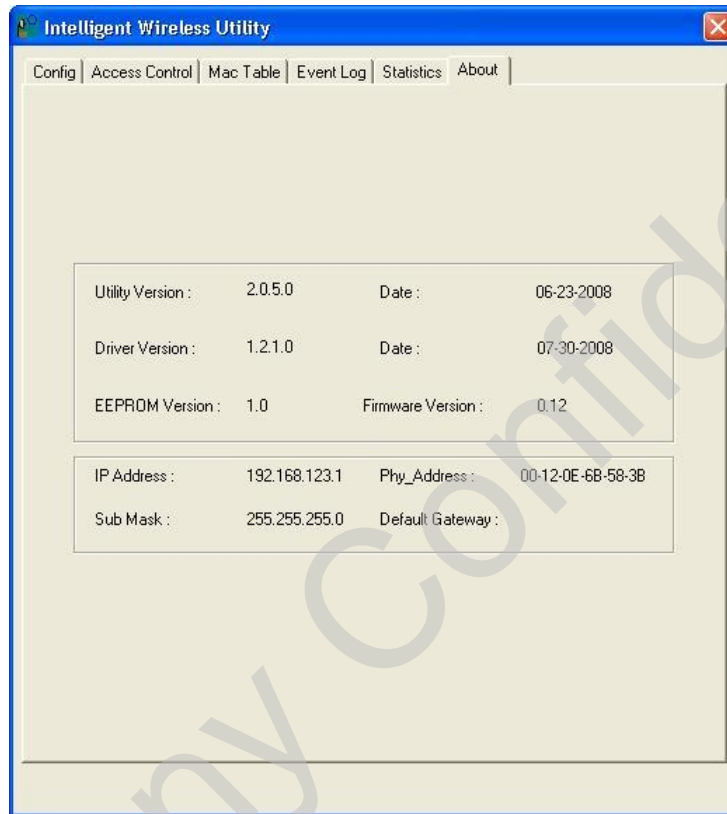 Intelligent Wireless Utility
Config Access Control Mac Table Event Log Statistics About
Utility Version : 2.0.5.0 Date : 06-23-2008
Driver Version : 1.2.1.0 Date : 07-30-2008
EEPROM Version : 1.0 Firmware Version : 0.12
IP Address : 192.168.123.1 Phy_Address : 00-12-0E-6B-58-3B
Sub Mask : 255.255.255.0 Default Gateway :